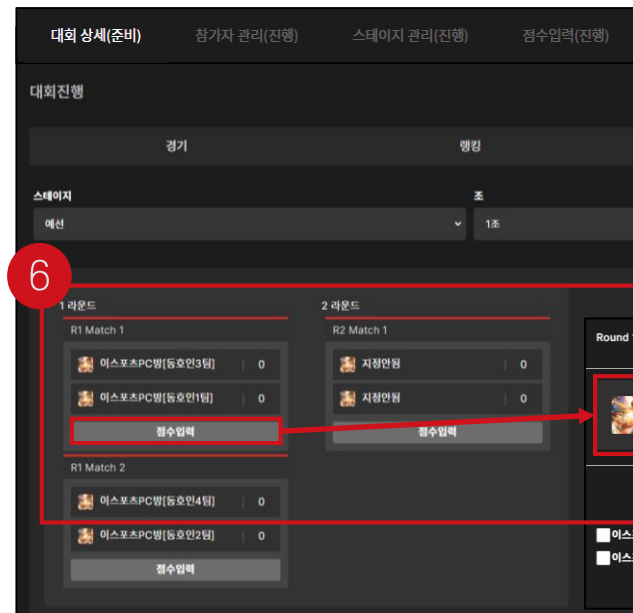 대회 상세(준비) 참가자 관리(진행) 스테이지 관리(진행) 점수입력(진행)
대회진행
경기 랭킹
스테이지 조
예선 1조
6
1 라운드 2 라운드
R1 Match 1 R2 Match 1
이스포츠PC방[동호인3팀] 0 지정안됨 0
이스포츠PC방[동호인1팀] 0 지정안됨 0
점수입력 점수입력
R1 Match 2
이스포츠PC방[동호인4팀] 0
이스포츠PC방[동호인2팀] 0
점수입력
Round
이스
이스